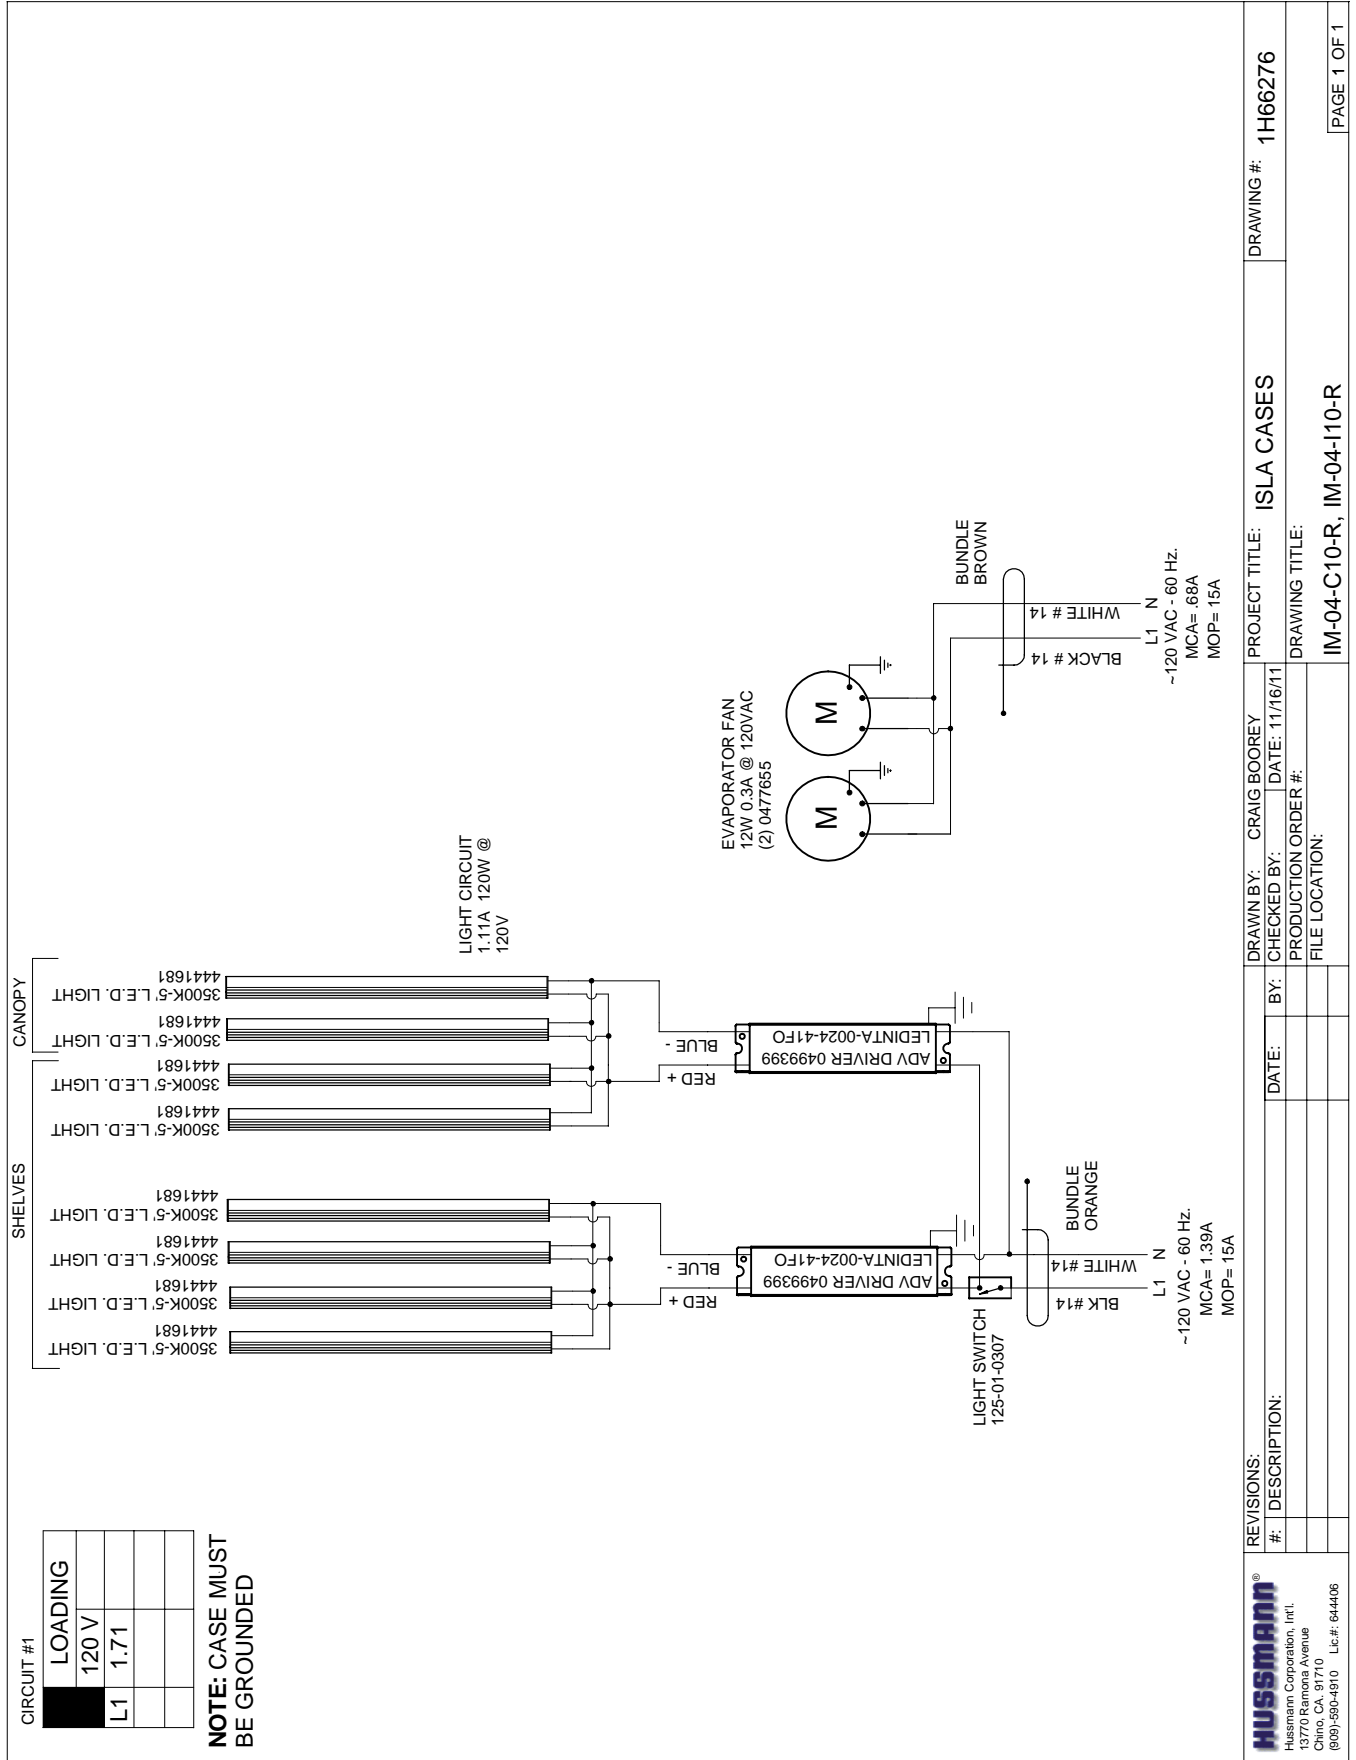 CIRCUIT #1
LOADING
120 V
L1 1.71
NOTE: CASE MUST
BE GROUNDED
SHELVES
CANOPY
3500K-5' L.E.D. LIGHT
4441681
3500K-5' L.E.D. LIGHT
4441681
3500K-5' L.E.D. LIGHT
4441681
3500K-5' L.E.D. LIGHT
4441681
3500K-5' L.E.D. LIGHT
4441681
3500K-5' L.E.D. LIGHT
4441681
3500K-5' L.E.D. LIGHT
4441681
3500K-5' L.E.D. LIGHT
4441681
LIGHT CIRCUIT
1.11A 120W @
120V
RED +
BLUE -
RED +
BLUE -
ADV DRIVER 0499399
LEDINTA-0024-41FO
ADV DRIVER 0499399
LEDINTA-0024-41FO
LIGHT SWITCH
125-01-0307
BUNDLE
ORANGE
BLK #14
WHITE #14
L1 N
~120 VAC - 60 Hz.
MCA= 1.39A
MOP= 15A
EVAPORATOR FAN
12W 0.3A @ 120VAC
(2) 0477655
M
M
BUNDLE
BROWN
BLACK # 14
WHITE # 14
L1 N
~120 VAC - 60 Hz.
MCA= .68A
MOP= 15A
HUSSMANN®
Hussmann Corporation, Int'l.
13770 Ramona Avenue
Chino, CA. 91710
(909)-590-4910 Lic.#: 644406
REVISIONS:
#: DESCRIPTION: DATE: BY:
DRAWN BY: CRAIG BOOREY
CHECKED BY: DATE: 11/16/11
PRODUCTION ORDER #:
FILE LOCATION:
PROJECT TITLE: ISLA CASES
DRAWING #: 1H66276
DRAWING TITLE:
IM-04-C10-R, IM-04-I10-R
PAGE 1 OF 1